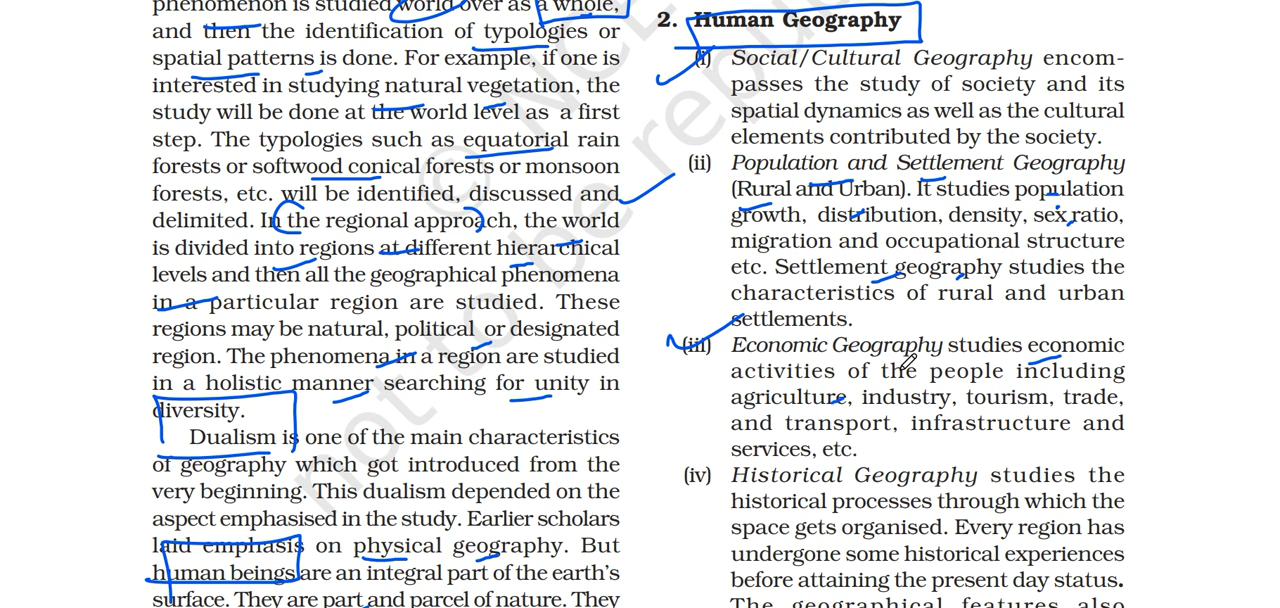 phenomenon is studied world over as a whole,
and then the identification of typologies or
spatial patterns is done. For example, if one is
interested in studying natural vegetation, the
study will be done at the world level as a first
step. The typologies such as equatorial rain
forests or softwood conical forests or monsoon
forests, etc. will be identified, discussed and
delimited. In the regional approach, the world
is divided into regions at different hierarchical
levels and then all the geographical phenomena
in a particular region are studied. These
regions may be natural, political or designated
region. The phenomena in a region are studied
in a holistic manner searching for unity in
diversity.
Dualism is one of the main characteristics
of geography which got introduced from the
very beginning. This dualism depended on the
aspect emphasised in the study. Earlier scholars
laid emphasis on physical geography. But
human beings are an integral part of the earth's
surface. They are part and parcel of nature. They
2. Human Geography
(i) Social/Cultural Geography encom-
passes the study of society and its
spatial dynamics as well as the cultural
elements contributed by the society.
(ii) Population and Settlement Geography
(Rural and Urban). It studies population
growth, distribution, density, sex ratio,
migration and occupational structure
etc. Settlement geography studies the
characteristics of rural and urban
settlements.
(iii) Economic Geography studies economic
activities of the people including
agriculture, industry, tourism, trade,
and transport, infrastructure and
services, etc.
(iv) Historical Geography studies the
historical processes through which the
space gets organised. Every region has
undergone some historical experiences
before attaining the present day status.
The geographical features also
© NCE
not to be repu